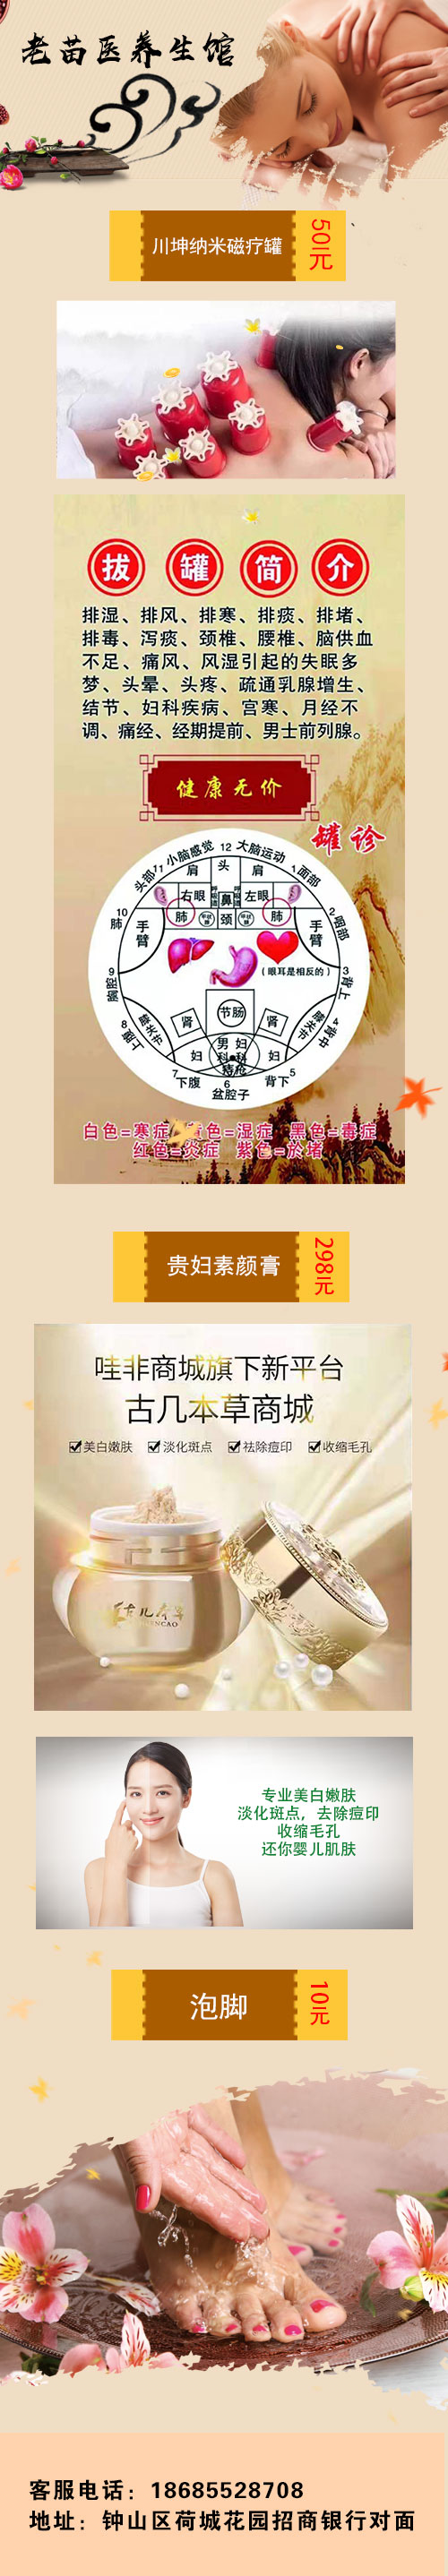 老苗医养生馆
川坤纳米磁疗罐
50元
拔罐简介
排湿、排风、排寒、排痰、排堵、
排毒、泻痰、颈椎、腰椎、脑供血
不足、痛风、风湿引起的失眠多
梦、头晕、头疼、疏通乳腺增生、
结节、妇科疾病、宫寒、月经不
调、痛经、经期提前、男士前列腺。
健康无价
罐诊
头部 11 小脑感觉 12 大脑运动 1 面部
肩 头 肩
右眼 鼻 左眼
10 肺 手臂 肺 颈 肺 手臂 2 咽部
(眼耳是相反的)
9 胸腔 3 背上
8 上腹 膝关节 肾 节肠 肾 膝关节 4 背中
妇 男科 妇科 妇
痔疮
7 下腹 6 盆腔子 背下 5
白色=寒症 黄色=湿症 黑色=毒症
红色=炎症 紫色=於堵
贵妇素颜膏
298元
哇非商城旗下新平台
古几本草商城
美白嫩肤 淡化斑点 祛除痘印 收缩毛孔
专业美白嫩肤
淡化斑点，去除痘印
收缩毛孔
还你婴儿肌肤
泡脚
10元
客服电话：18685528708
地址：钟山区荷城花园招商银行对面